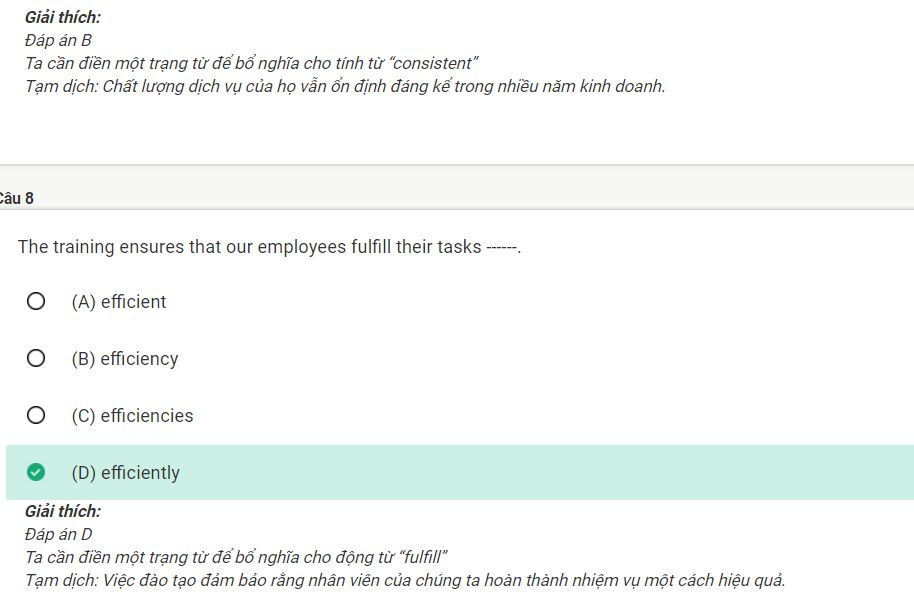 Giải thích:
Đáp án B
Ta cần điền một trạng từ để bổ nghĩa cho tính từ “consistent”
Tạm dịch: Chất lượng dịch vụ của họ vẫn ổn định đáng kể trong nhiều năm kinh doanh.
Câu 8
The training ensures that our employees fulfill their tasks ------.
(A) efficient
(B) efficiency
(C) efficiencies
(D) efficiently
Giải thích:
Đáp án D
Ta cần điền một trạng từ để bổ nghĩa cho động từ “fulfill”
Tạm dịch: Việc đào tạo đảm bảo rằng nhân viên của chúng ta hoàn thành nhiệm vụ một cách hiệu quả.